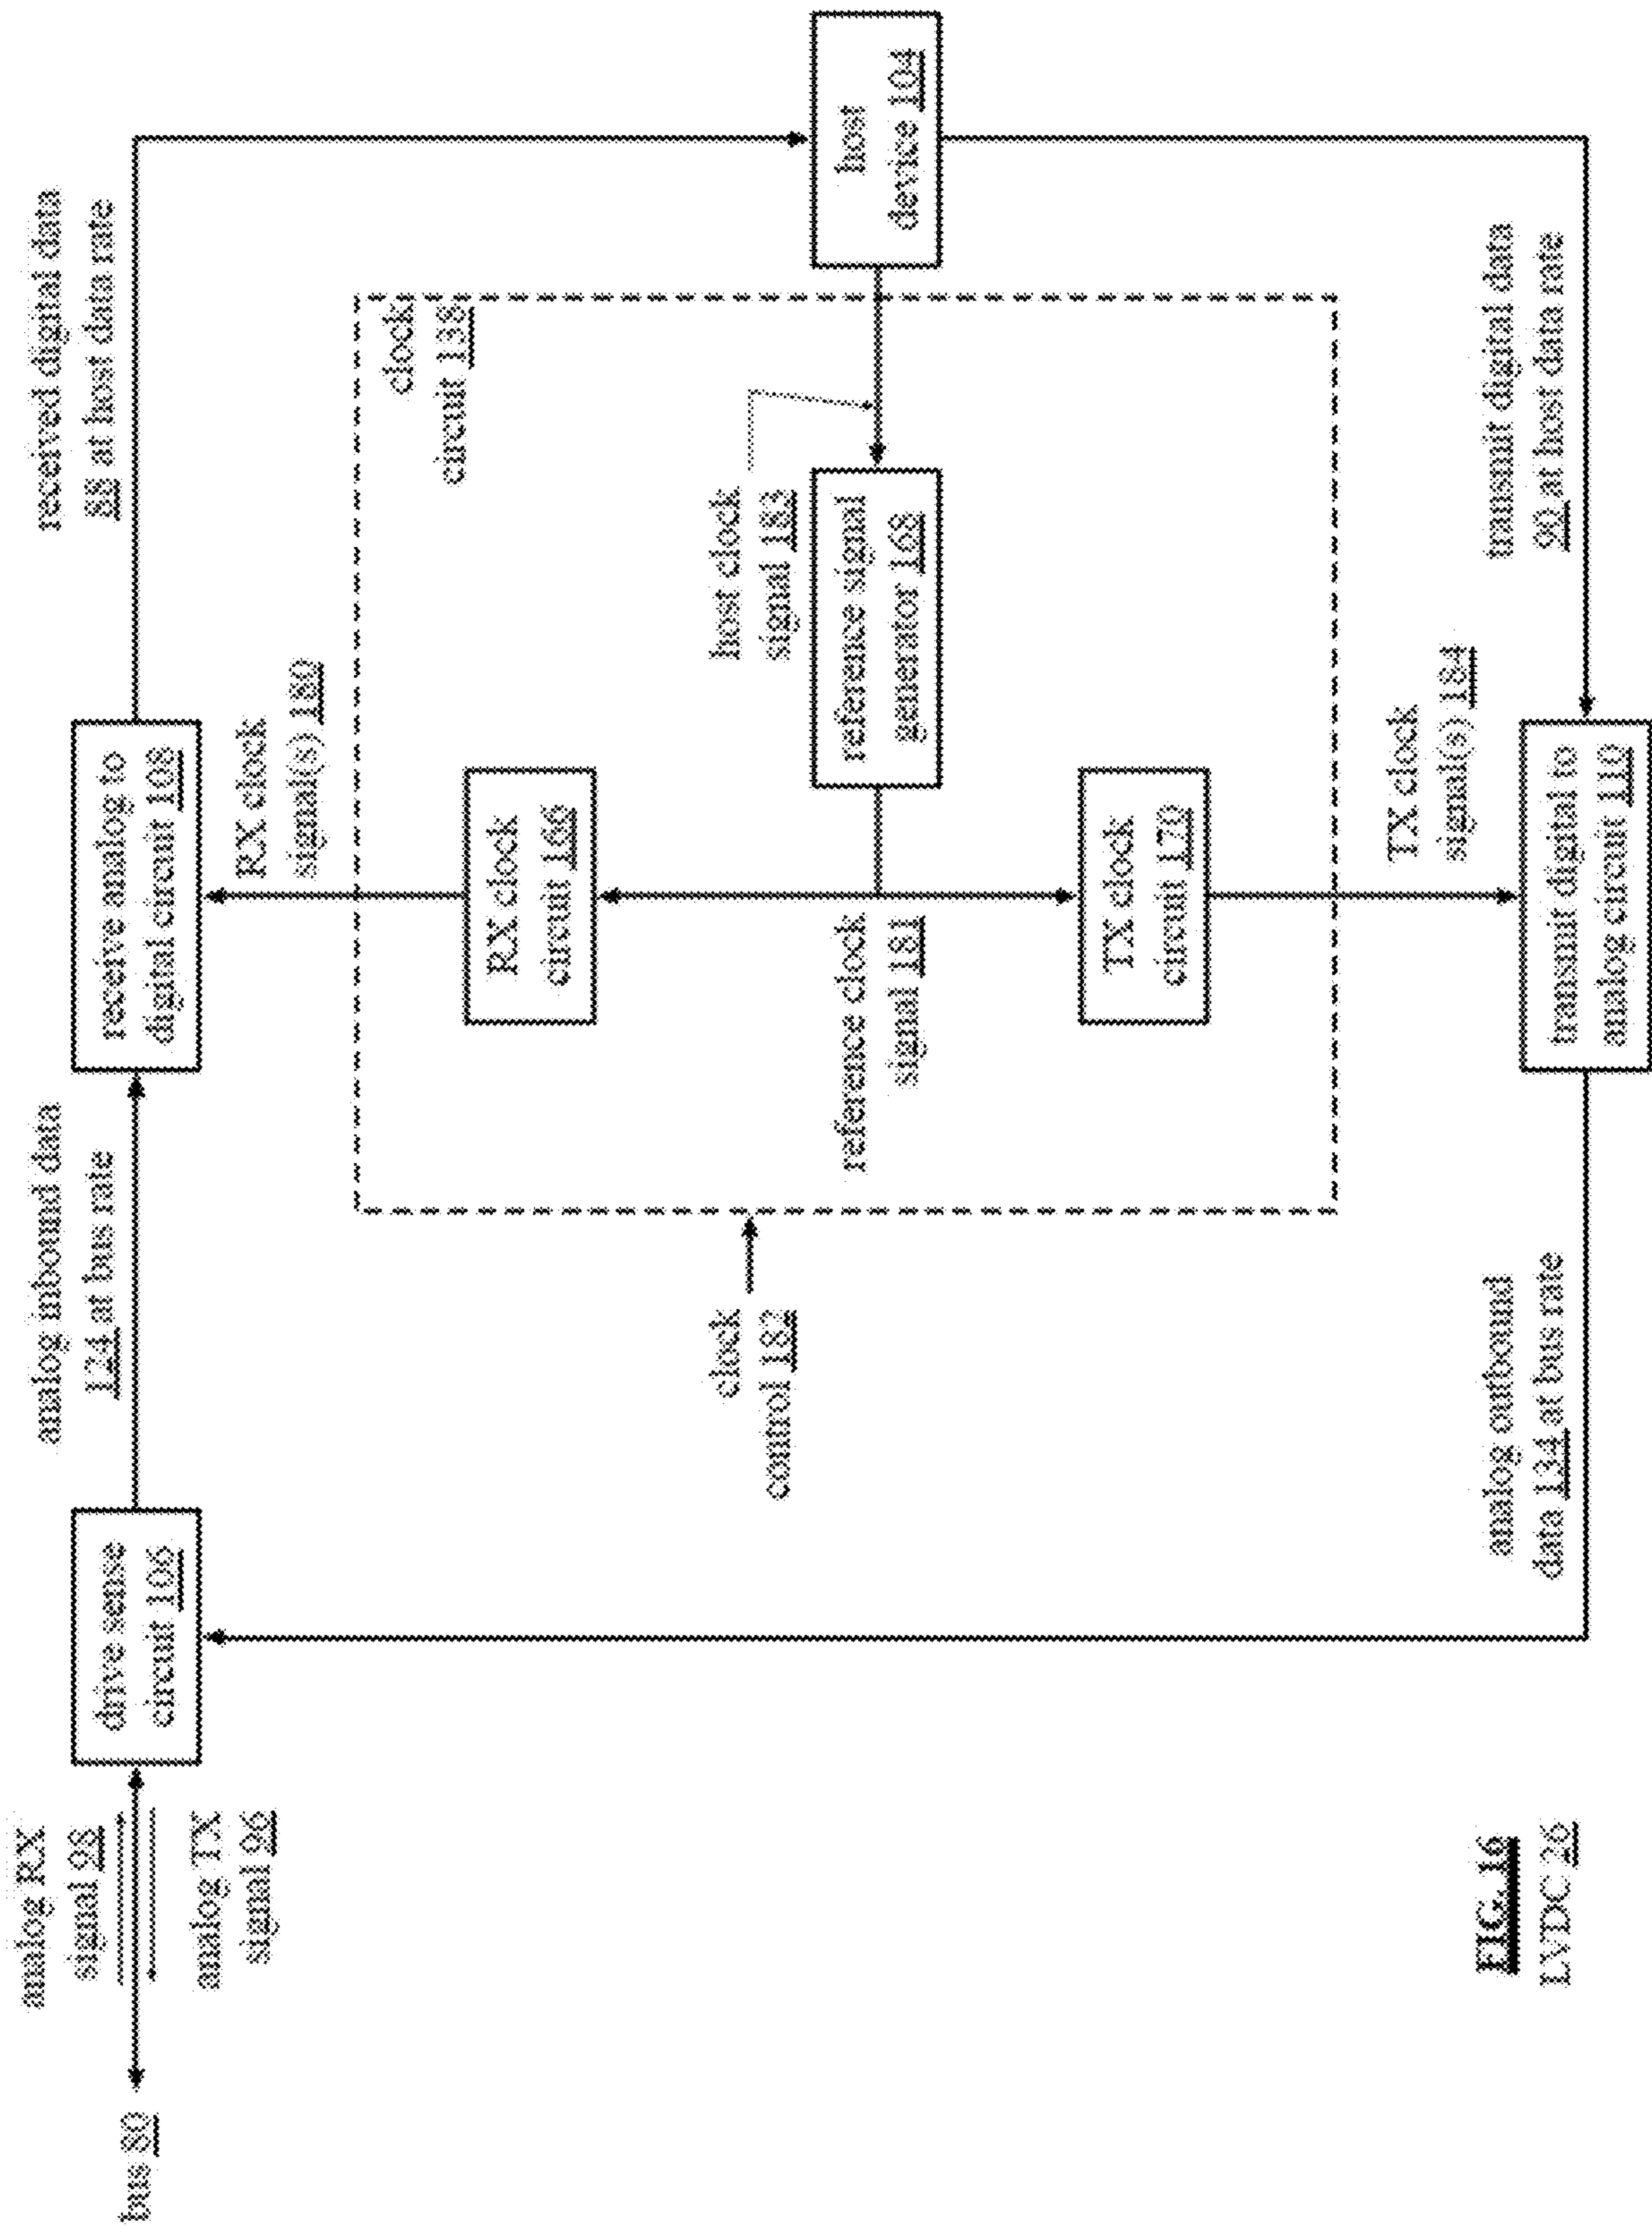 bus 80
analog RX
signal 98
analog TX
signal 96
drive sense
circuit 106
analog inbound data
124 at bus rate
receive analog to
digital circuit 108
received digital data
88 at host data rate
RX clock
signal(s) 180
clock
circuit 138
RX clock
circuit 166
clock
control 182
host clock
signal 183
reference clock
signal 181
reference signal
generator 168
host
device 104
TX clock
circuit 170
TX clock
signal(s) 184
analog outbound
data 134 at bus rate
transmit digital to
analog circuit 110
transmit digital data
90 at host data rate
FIG. 16
LVDC 26